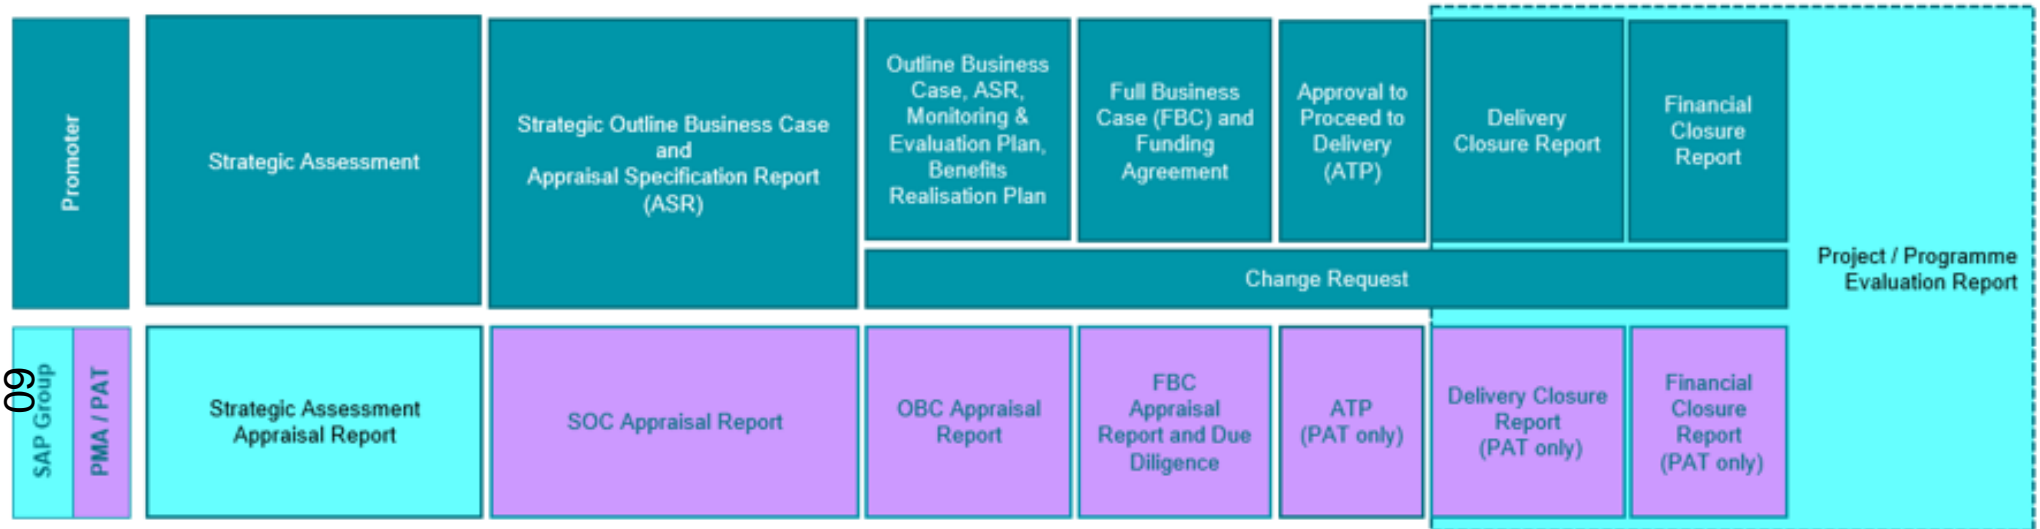 Promoter
Strategic Assessment
Strategic Outline Business Case
and
Appraisal Specification Report
(ASR)
Outline Business
Case, ASR,
Monitoring &
Evaluation Plan,
Benefits
Realisation Plan
Full Business
Case (FBC) and
Funding
Agreement
Approval to
Proceed to
Delivery
(ATP)
Delivery
Closure Report
Financial
Closure
Report
Change Request
Project / Programme
Evaluation Report
60
SAP Group
PMA / PAT
Strategic Assessment
Appraisal Report
SOC Appraisal Report
OBC Appraisal
Report
FBC
Appraisal
Report and Due
Diligence
ATP
(PAT only)
Delivery Closure
Report
(PAT only)
Financial
Closure
Report
(PAT only)